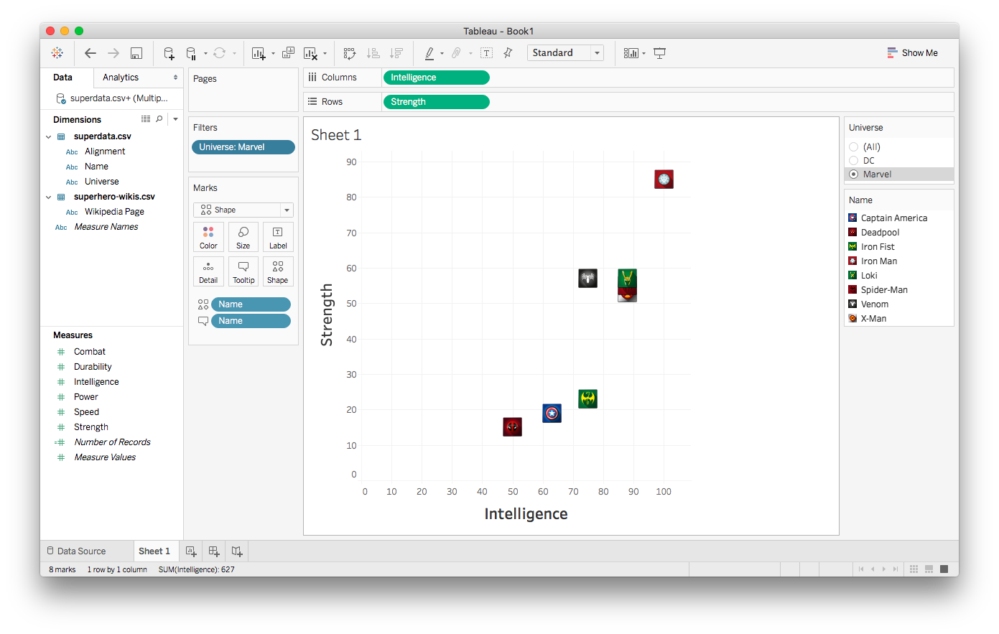 Tableau - Book1
Standard
Show Me
Data
Analytics
superdata.csv+ (Multip...
Dimensions
superdata.csv
Abc Alignment
Abc Name
Abc Universe
superhero-wikis.csv
Abc Wikipedia Page
Abc Measure Names
Measures
Combat
Durability
Intelligence
Power
Speed
Strength
Number of Records
Measure Values
Pages
Filters
Universe: Marvel
Marks
Shape
Color Size Label
Detail Tooltip Shape
Name
Name
Columns Intelligence
Rows Strength
Sheet 1
90
80
70
60
50
40
30
20
10
0
Strength
0 10 20 30 40 50 60 70 80 90 100
Intelligence
Universe
(All)
DC
Marvel
Name
Captain America
Deadpool
Iron Fist
Iron Man
Loki
Spider-Man
Venom
X-Man
Data Source Sheet 1
8 marks 1 row by 1 column SUM(Intelligence): 627